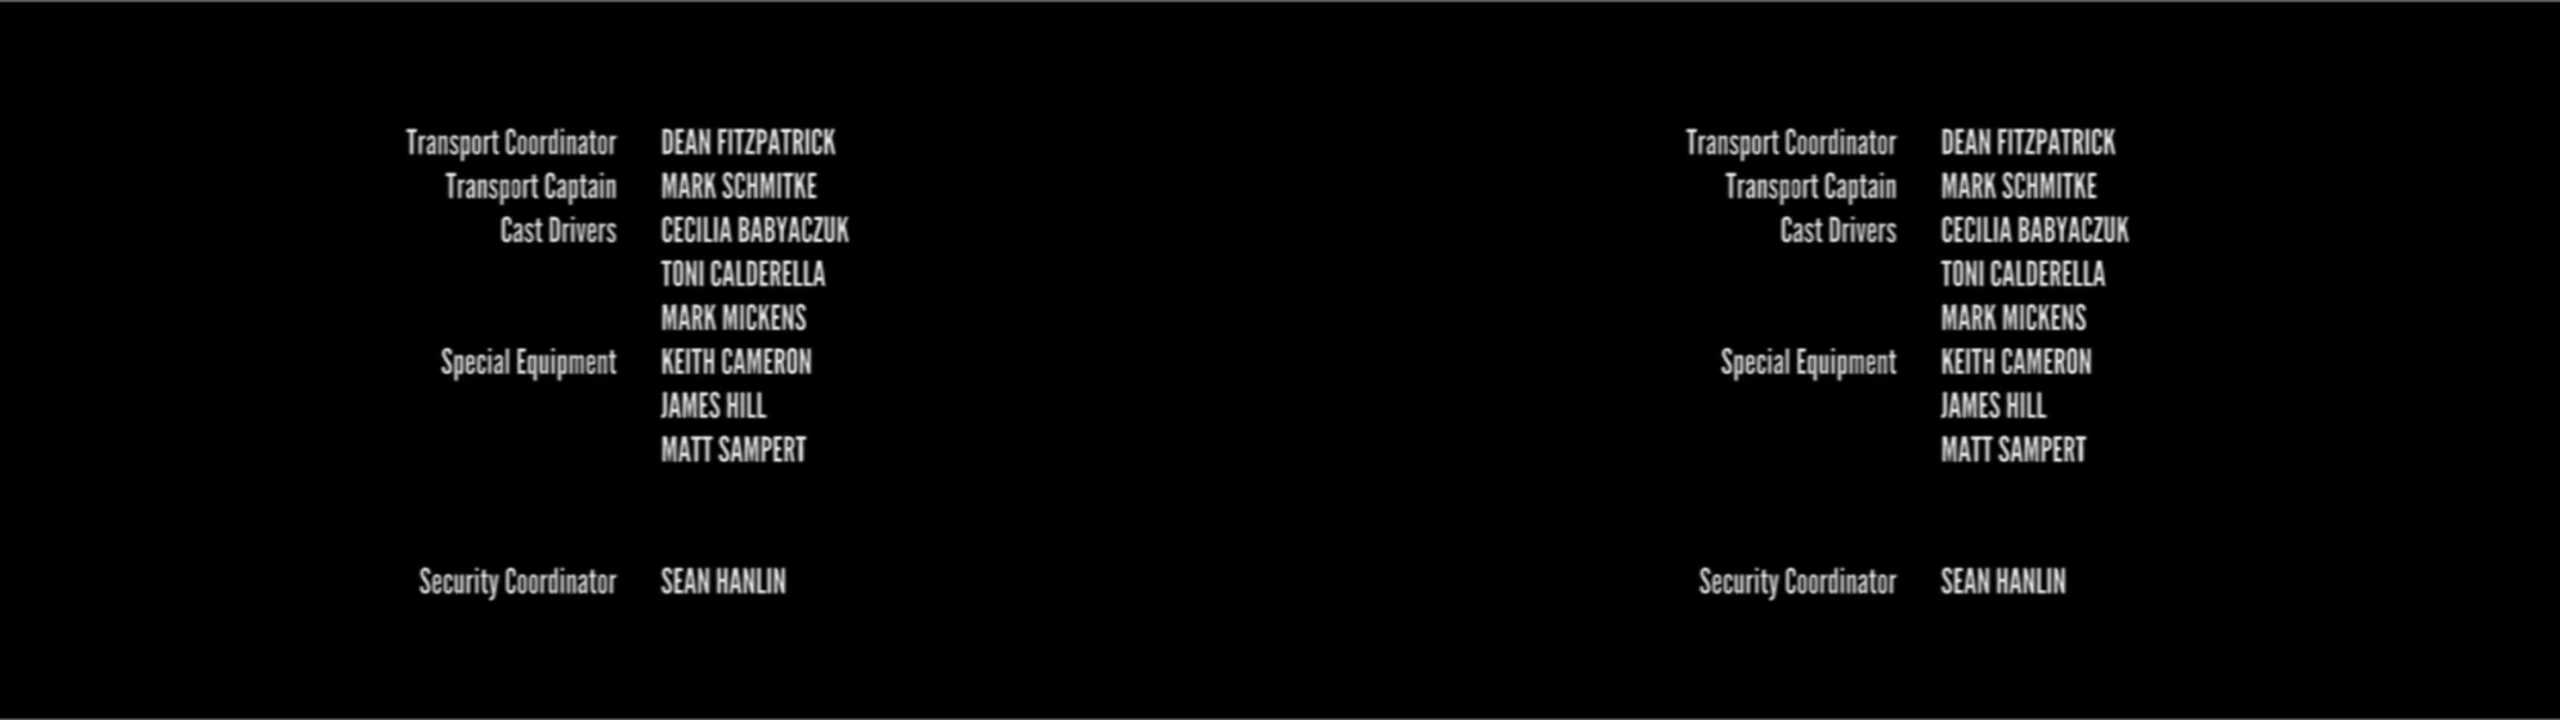 Transport Coordinator DEAN FITZPATRICK
Transport Captain MARK SCHMITKE
Cast Drivers CECILIA BABYACZUK
TONI CALDERELLA
MARK MICKENS
Special Equipment KEITH CAMERON
JAMES HILL
MATT SAMPERT
Security Coordinator SEAN HANLIN
Transport Coordinator DEAN FITZPATRICK
Transport Captain MARK SCHMITKE
Cast Drivers CECILIA BABYACZUK
TONI CALDERELLA
MARK MICKENS
Special Equipment KEITH CAMERON
JAMES HILL
MATT SAMPERT
Security Coordinator SEAN HANLIN